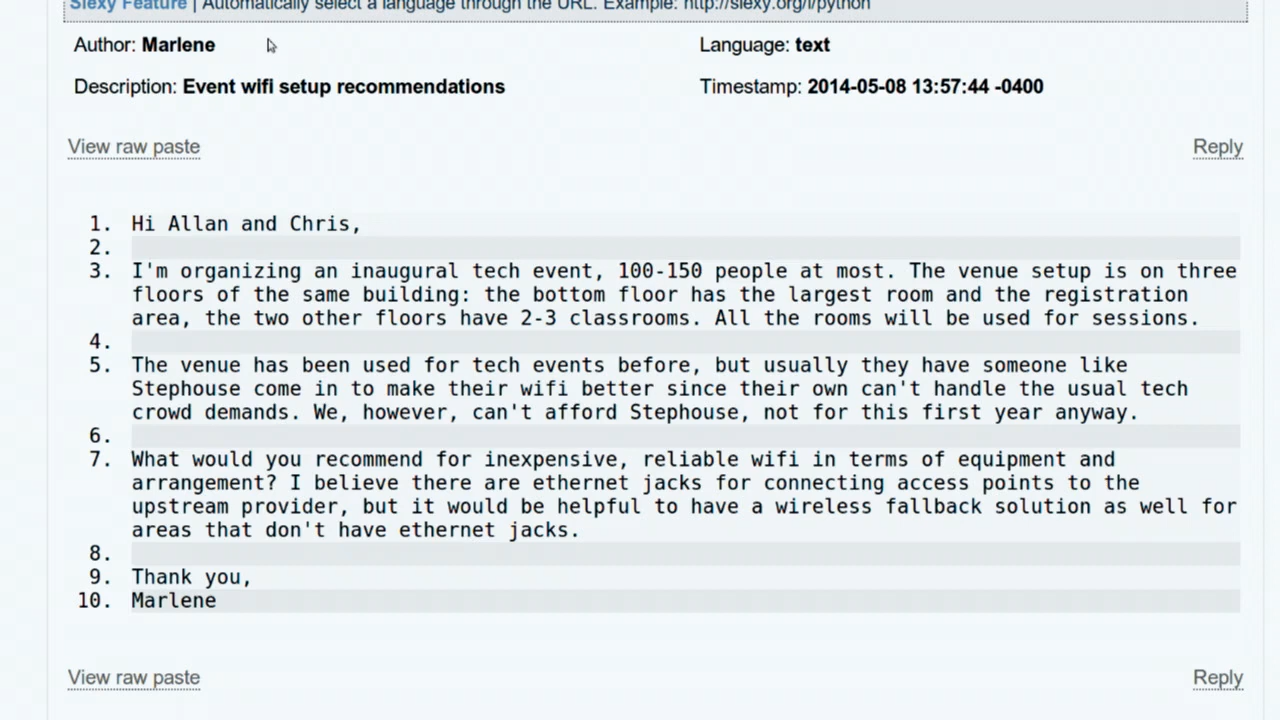 Slexy Feature | Automatically select a language through the URL. Example: http://slexy.org/l/python
Author: Marlene
Language: text
Description: Event wifi setup recommendations
Timestamp: 2014-05-08 13:57:44 -0400
View raw paste
Reply
1. Hi Allan and Chris,
2.
3. I'm organizing an inaugural tech event, 100-150 people at most. The venue setup is on three
floors of the same building: the bottom floor has the largest room and the registration
area, the two other floors have 2-3 classrooms. All the rooms will be used for sessions.
4.
5. The venue has been used for tech events before, but usually they have someone like
Stephouse come in to make their wifi better since their own can't handle the usual tech
crowd demands. We, however, can't afford Stephouse, not for this first year anyway.
6.
7. What would you recommend for inexpensive, reliable wifi in terms of equipment and
arrangement? I believe there are ethernet jacks for connecting access points to the
upstream provider, but it would be helpful to have a wireless fallback solution as well for
areas that don't have ethernet jacks.
8.
9. Thank you,
10. Marlene
View raw paste
Reply